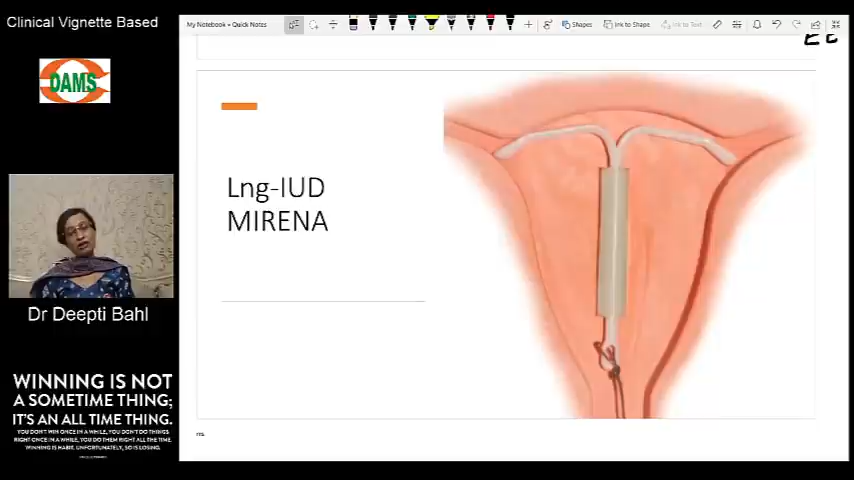 Clinical Vignette Based
DAMS
Dr Deepti Bahl
WINNING IS NOT
A SOMETIME THING;
IT'S AN ALL TIME THING.
YOU DON'T WIN ONCE IN A WHILE, YOU DON'T DO THINGS
RIGHT ONCE IN A WHILE, YOU DO THEM RIGHT ALL THE TIME.
WINNING IS HABIT. UNFORTUNATELY, SO IS LOSING.
My Notebook • Quick Notes
Shapes
Ink to Shape
Ink to Text
Lng-IUD
MIRENA